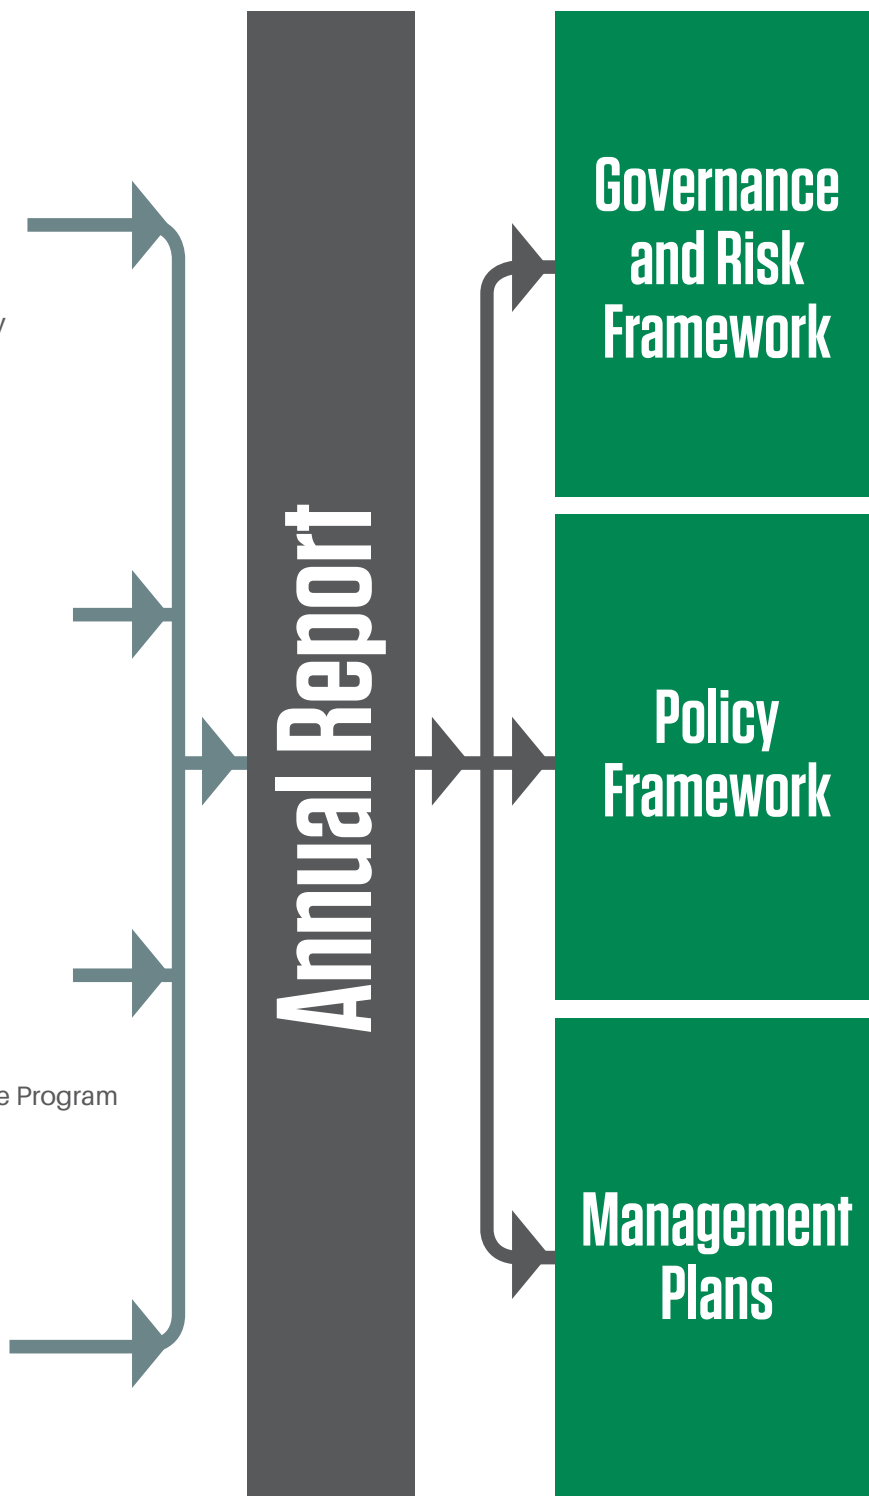 Annual Report
Governance
and Risk
Framework
Policy
Framework
e Program
Management
Plans